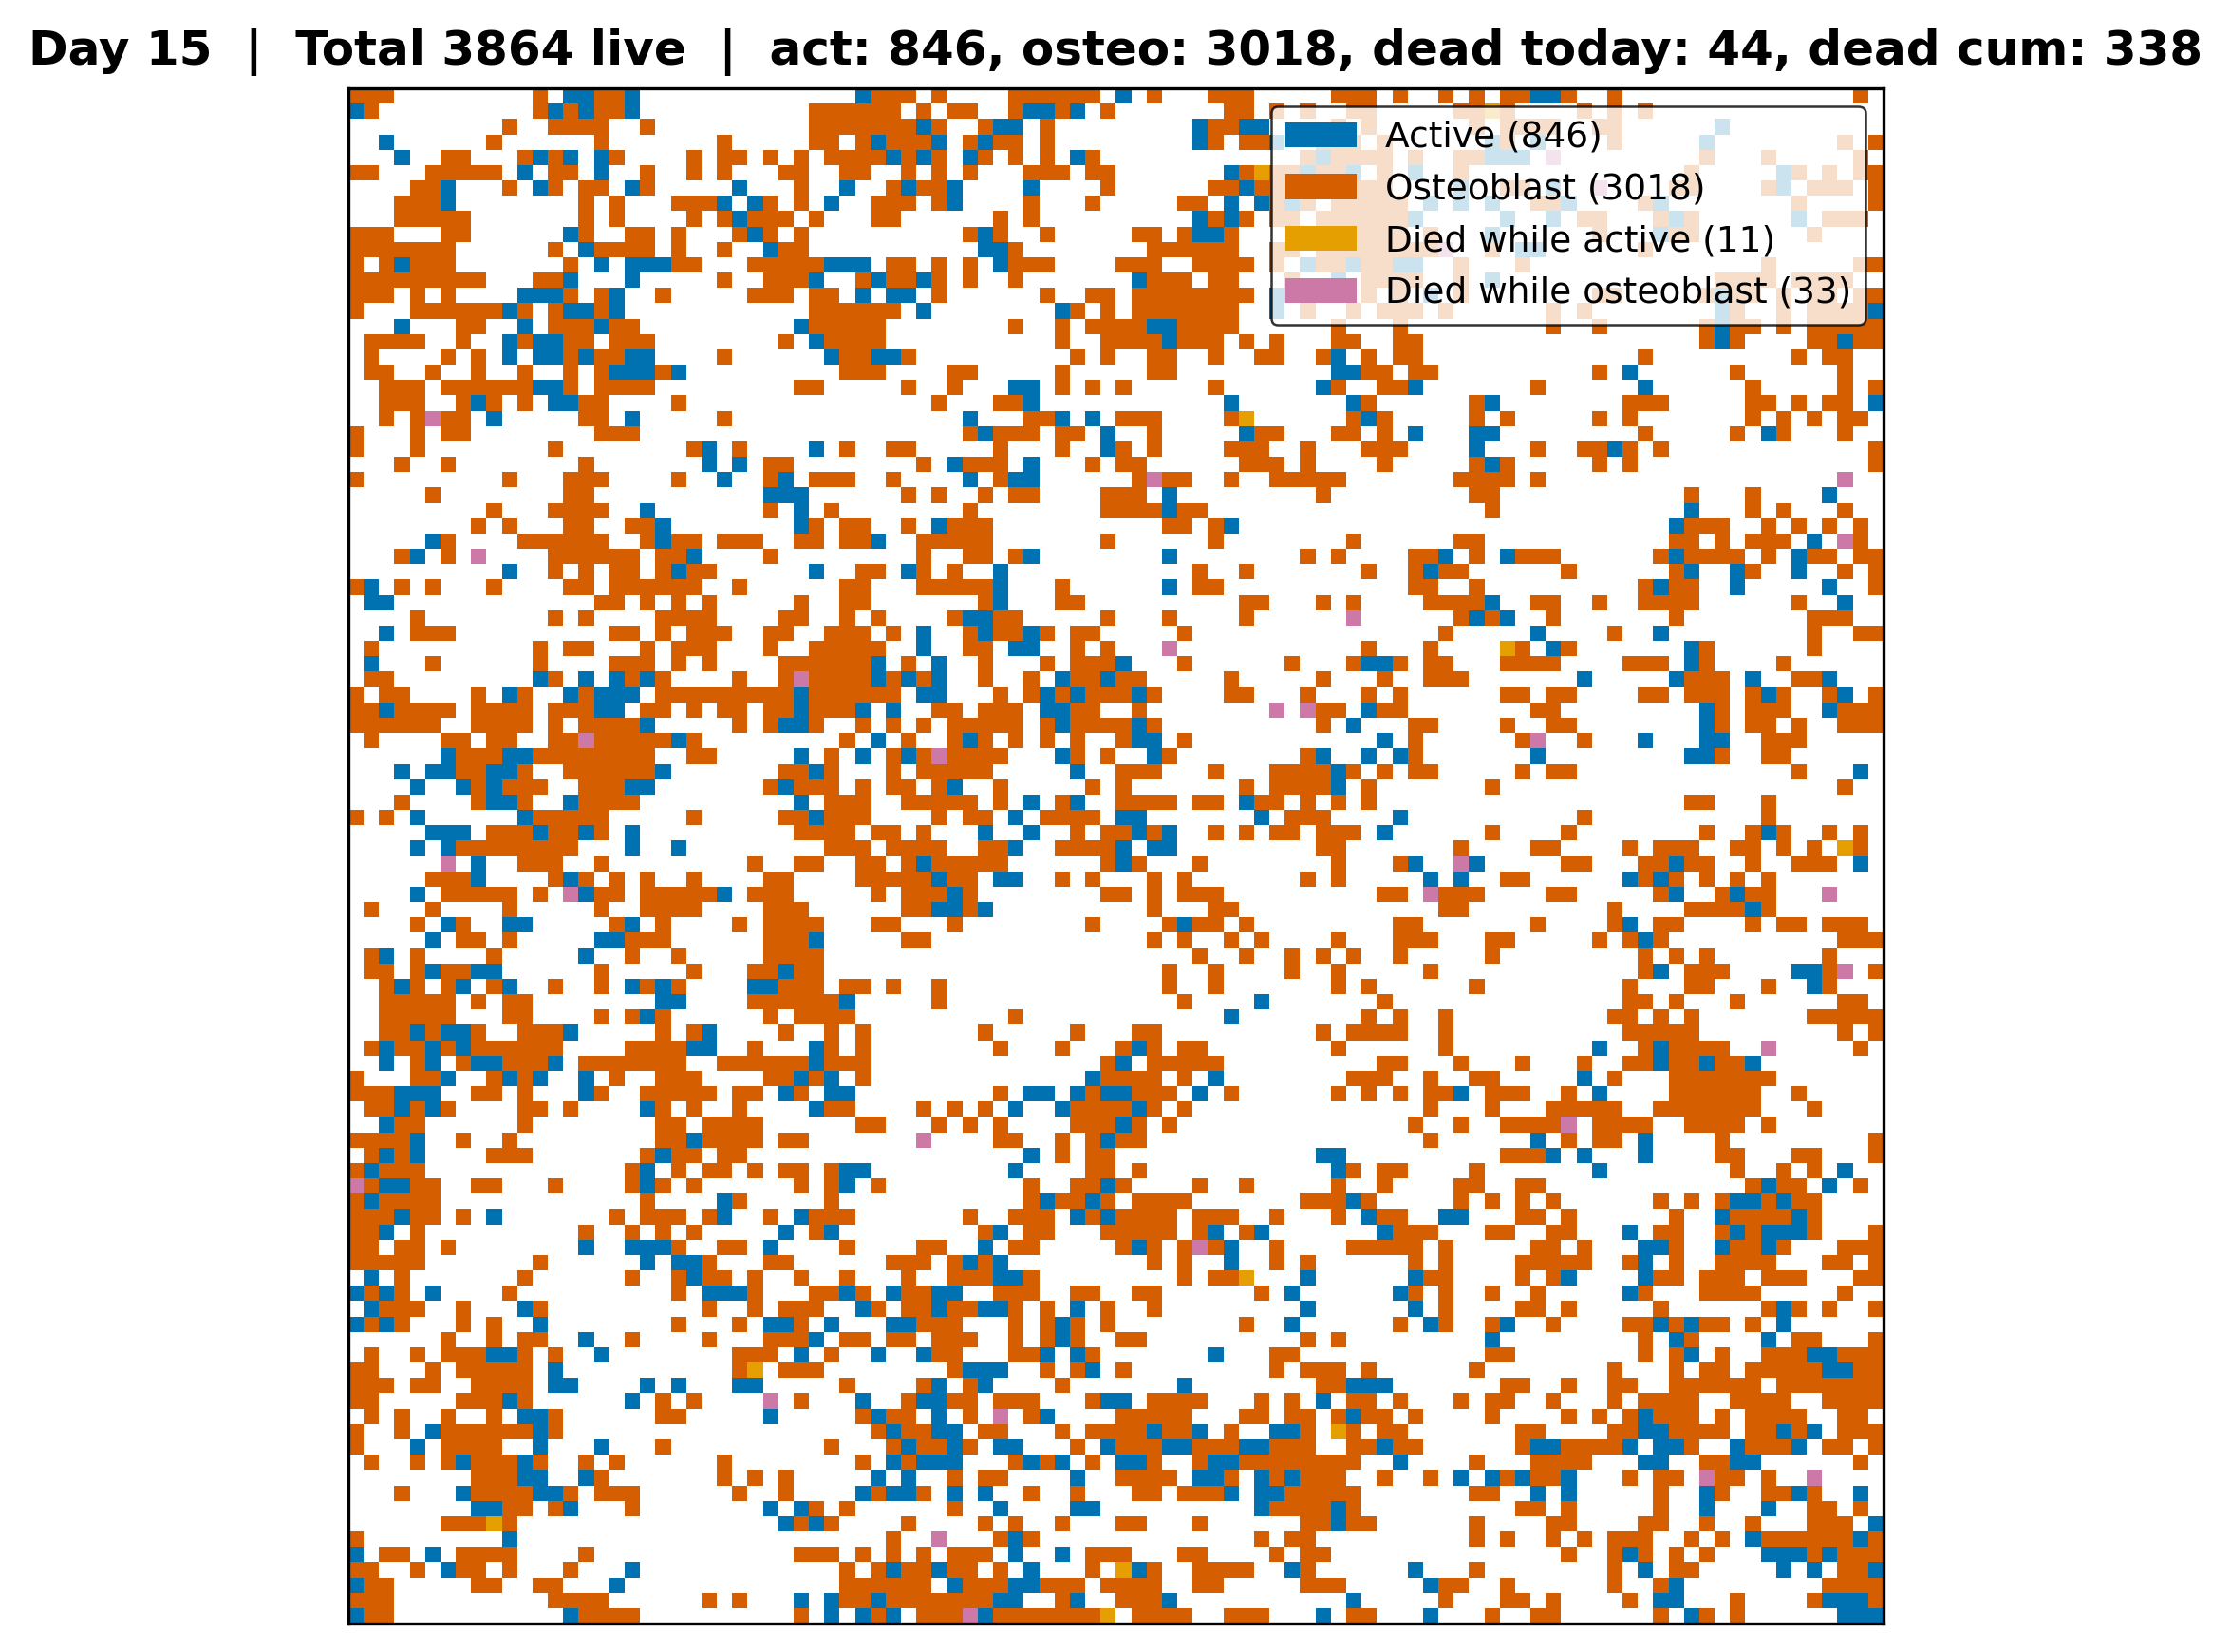 Day 15 | Total 3864 live | act: 846, osteo: 3018, dead today: 44, dead cum: 338
Active (846)
Osteoblast (3018)
Died while active (11)
Died while osteoblast (33)